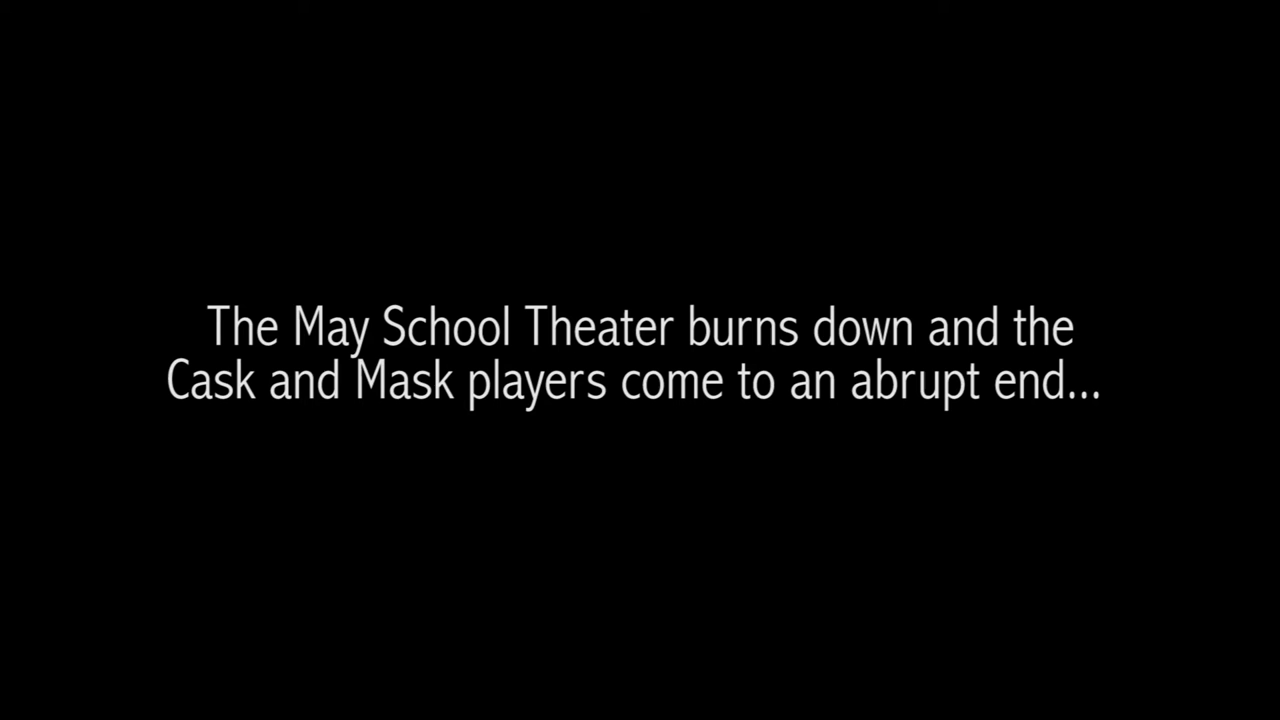 The May School Theater burns down and the
Cask and Mask players come to an abrupt end...